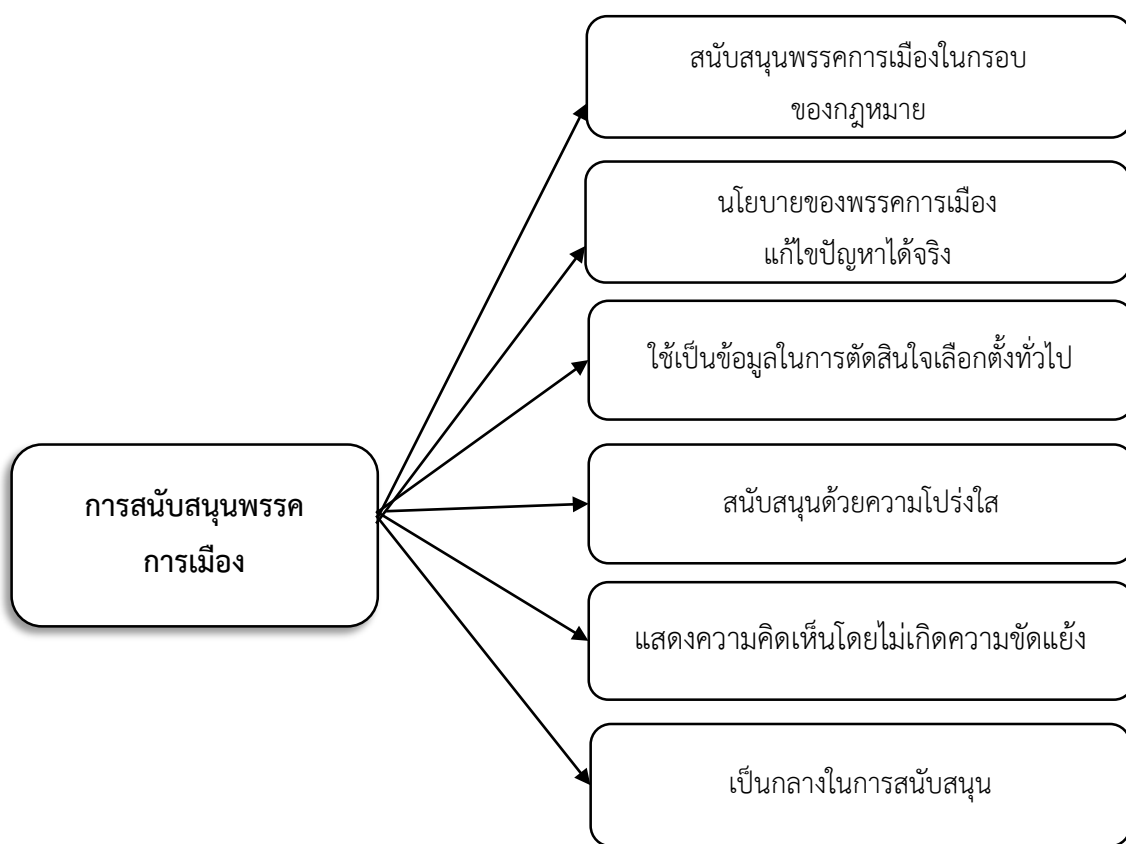 สนับสนุนพรรคการเมืองในกรอบ
ของกฎหมาย
นโยบายของพรรคการเมือง
แก้ไขปัญหาได้จริง
ใช้เป็นข้อมูลในการตัดสินใจเลือกตั้งทั่วไป
การสนับสนุนพรรค
การเมือง
สนับสนุนด้วยความโปร่งใส
แสดงความคิดเห็นโดยไม่เกิดความขัดแย้ง
เป็นกลางในการสนับสนุน